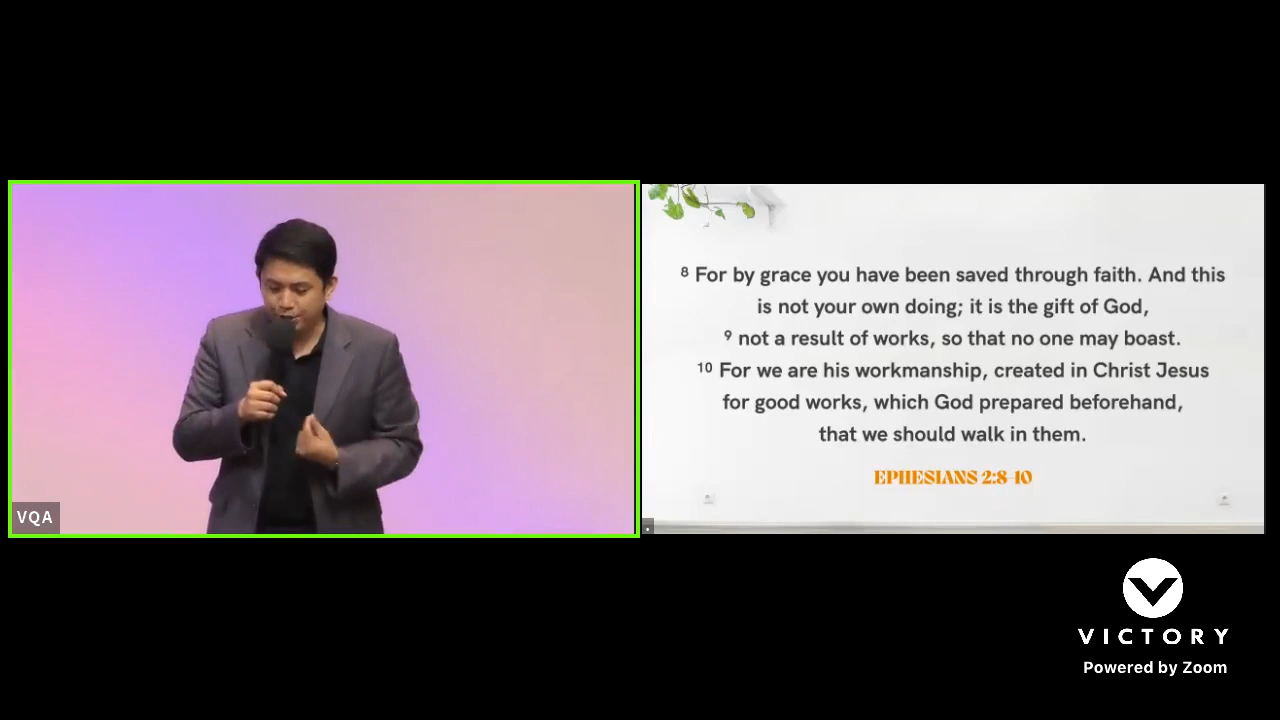 VQA
⁸ For by grace you have been saved through faith. And this
is not your own doing; it is the gift of God,
⁹ not a result of works, so that no one may boast.
¹⁰ For we are his workmanship, created in Christ Jesus
for good works, which God prepared beforehand,
that we should walk in them.
EPHESIANS 2:8-10
VICTORY
Powered by Zoom